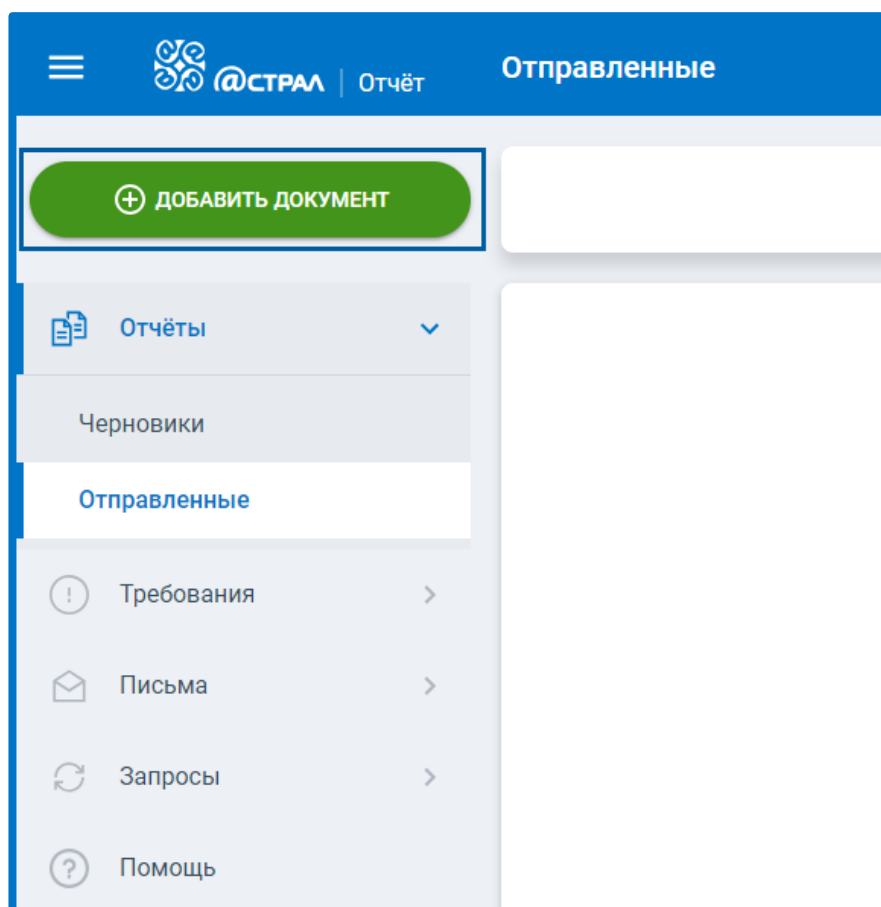 @СТРАЛ | Отчёт
Отправленные
ДОБАВИТЬ ДОКУМЕНТ
Отчёты
Черновики
Отправленные
Требования
Письма
Запросы
Помощь